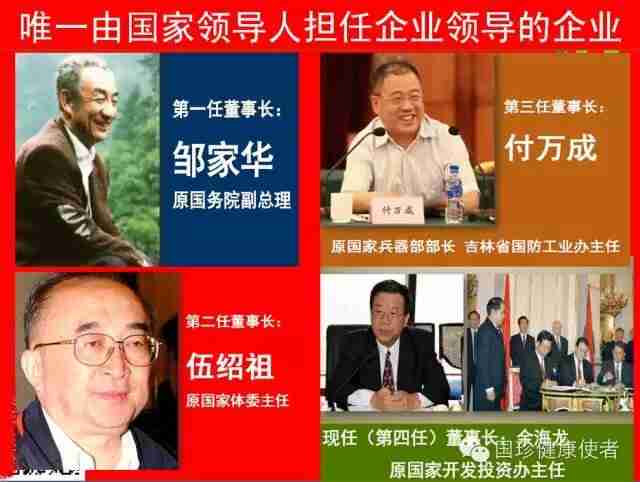 唯一由国家领导人担任企业领导的企业
第一任董事长：
邹家华
原国务院副总理
第三任董事长：
付万成
付万成
原国家兵器部部长 吉林省国防工业办主任
第二任董事长：
伍绍祖
原国家体委主任
现任（第四任）董事长：余海龙
国珍健康使者
原国家开发投资办主任